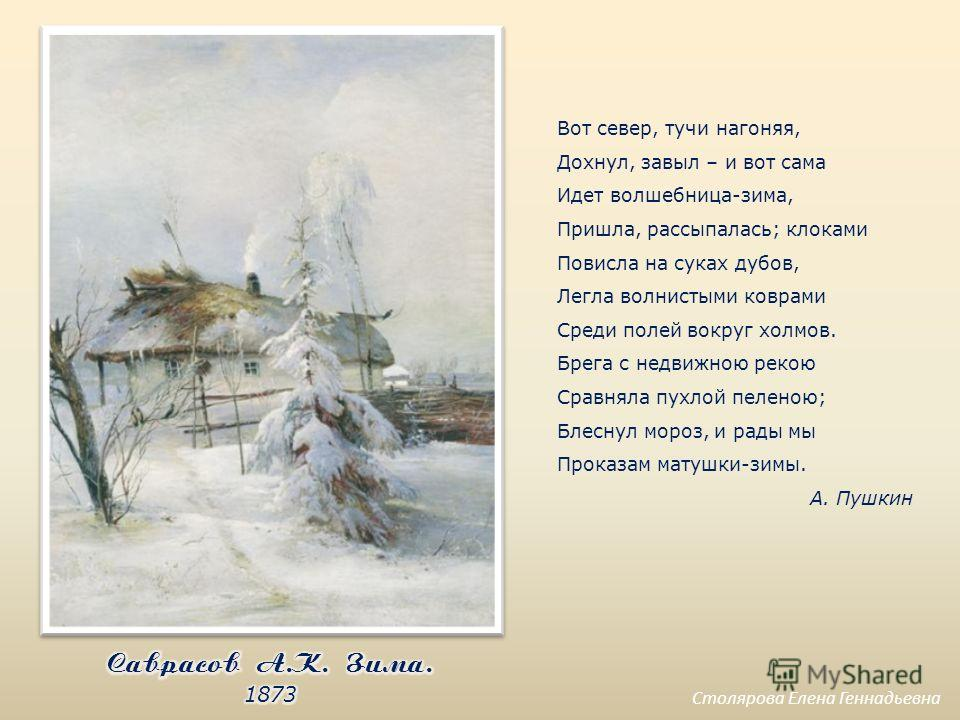 Вот север, тучи нагоняя,
Дохнул, завыл – и вот сама
Идет волшебница-зима,
Пришла, рассыпалась; клоками
Повисла на суках дубов,
Легла волнистыми коврами
Среди полей вокруг холмов.
Брега с недвижною рекою
Сравняла пухлой пеленою;
Блеснул мороз, и рады мы
Проказам матушки-зимы.
А. Пушкин
Саврасов А.К. Зима.
1873
MyShared
Столярова Елена Геннадьевна